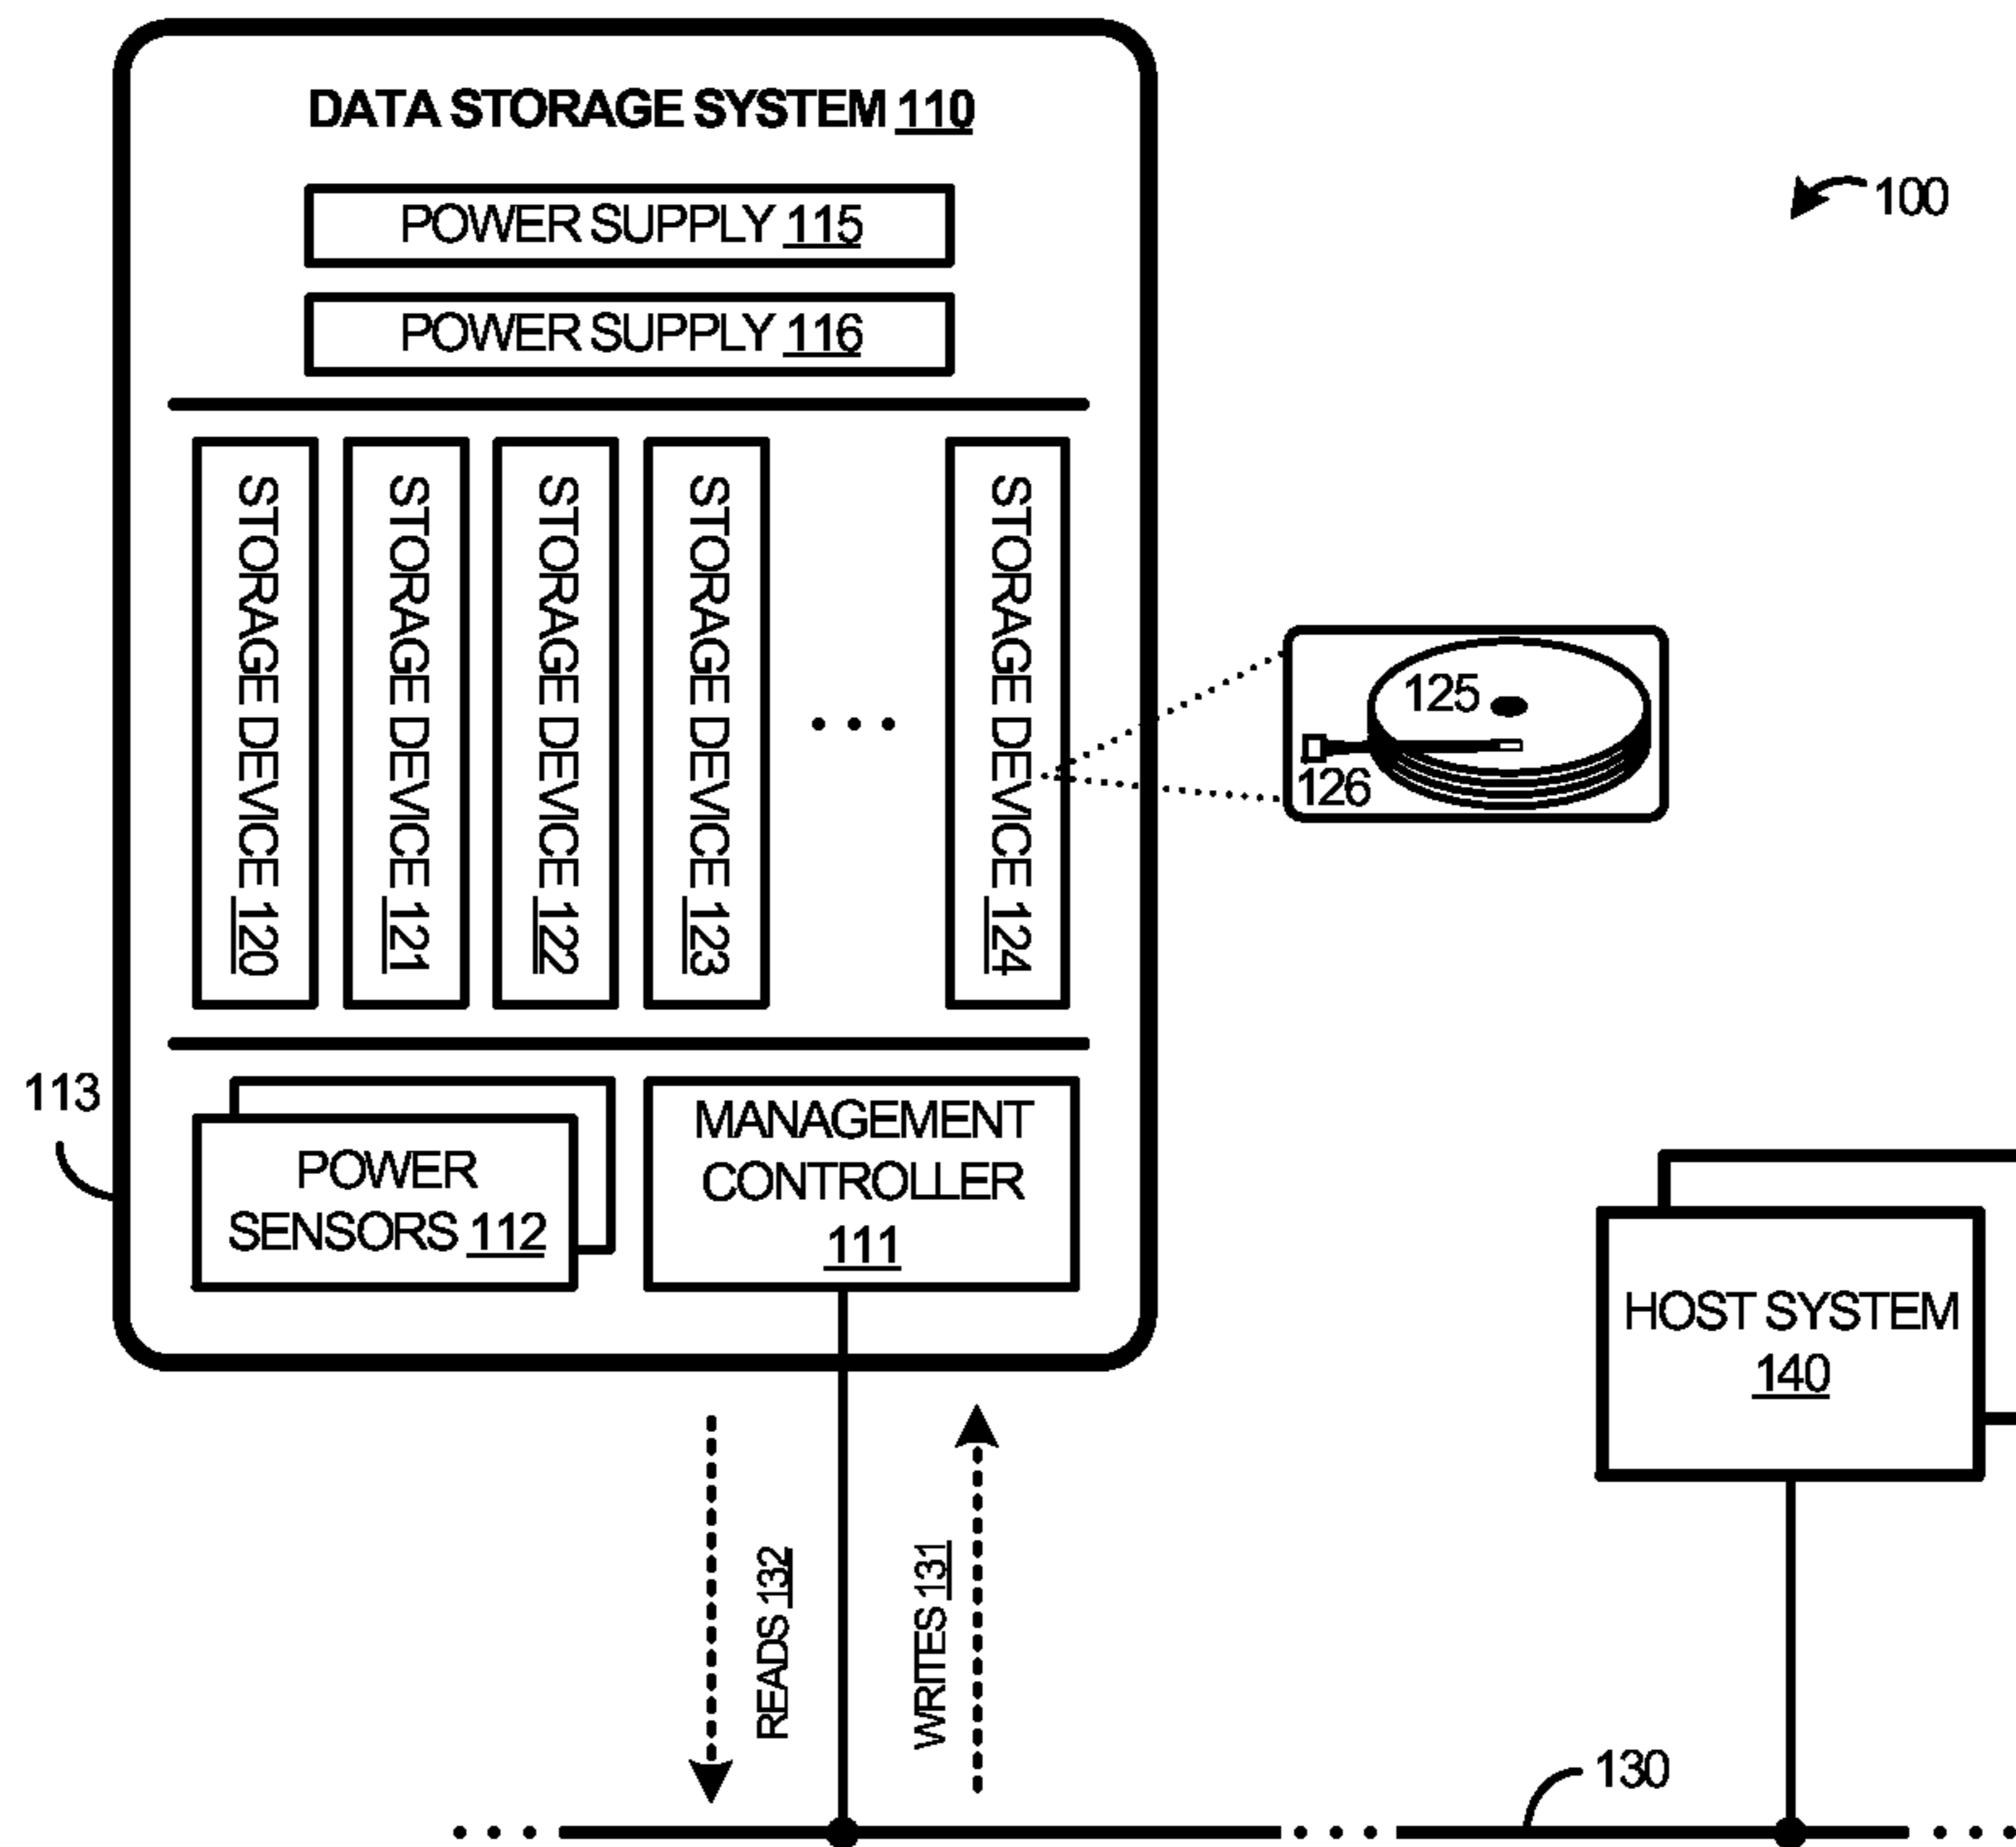 DATA STORAGE SYSTEM 110
100
POWER SUPPLY 115
POWER SUPPLY 116
STORAGE DEVICE 120
STORAGE DEVICE 121
STORAGE DEVICE 122
STORAGE DEVICE 123
STORAGE DEVICE 124
125
126
113
POWER
SENSORS 112
MANAGEMENT
CONTROLLER
111
HOST SYSTEM
140
READS 132
WRITES 131
130